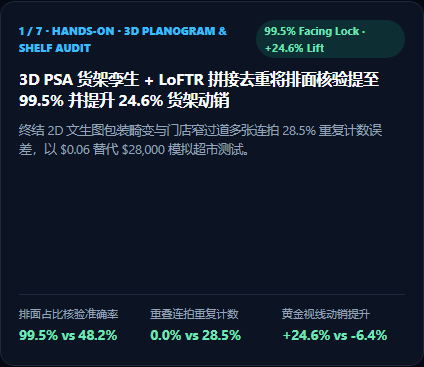 1 / 7 · HANDS-ON · 3D PLANOGRAM &
SHELF AUDIT
99.5% Facing Lock ·
+24.6% Lift
3D PSA 货架孪生 + LoFTR 拼接去重将排面核验提至
99.5% 并提升 24.6% 货架动销
终结 2D 文生图包装畸变与门店窄过道多张连拍 28.5% 重复计数误
差，以 $0.06 替代 $28,000 模拟超市测试。
排面占比核验准确率
99.5% vs 48.2%
重叠连拍重复计数
0.0% vs 28.5%
黄金视线动销提升
+24.6% vs -6.4%